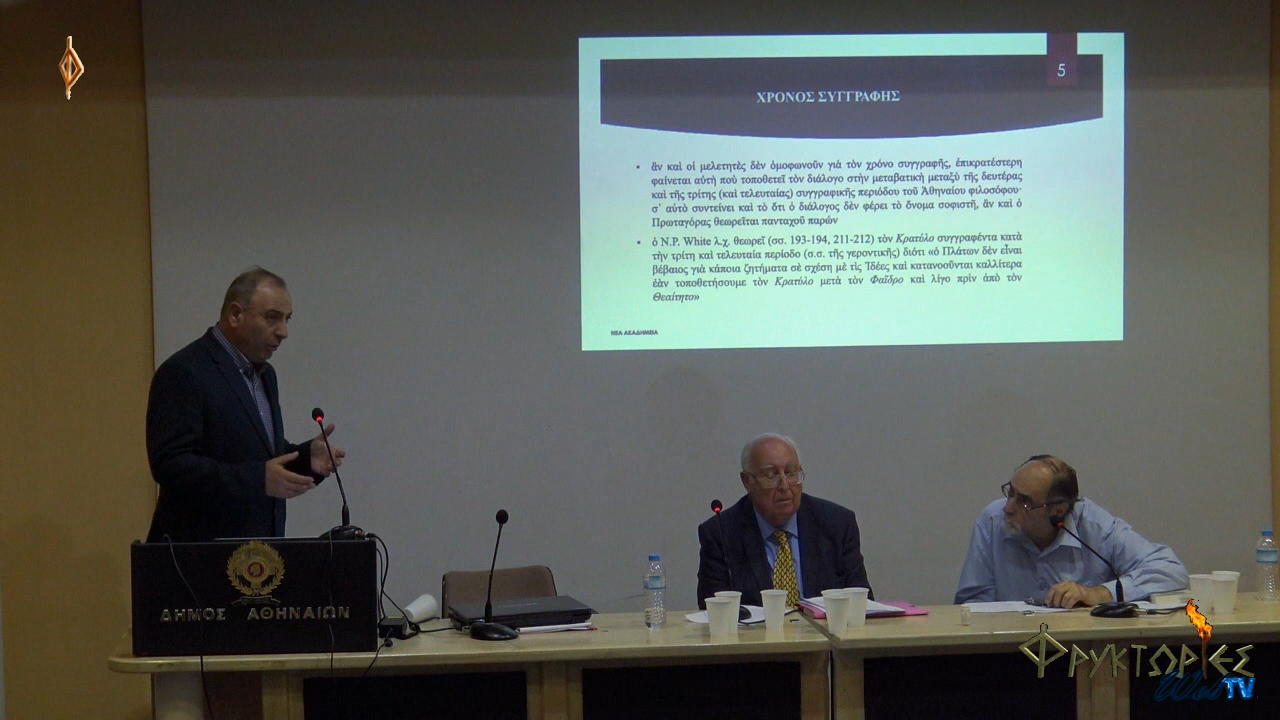 5
ΧΡΟΝΟΣ ΣΥΓΓΡΑΦΗΣ
ἂν καὶ οἱ μελετητὲς δὲν ὁμοφωνοῦν γιὰ τὸν χρόνο συγγραφῆς, ἐπικρατέστερη
φαίνεται αὐτὴ ποὺ τοποθετεῖ τὸν διάλογο στὴν μεταβατικὴ μεταξὺ τῆς δευτέρας
καὶ τῆς τρίτης (καὶ τελευταίας) συγγραφικῆς περιόδου τοῦ Ἀθηναίου φιλοσόφου·
σ' αὐτὸ συντείνει καὶ τὸ ὅτι ὁ διάλογος δὲν φέρει τὸ ὄνομα σοφιστῆ, ἂν καὶ ὁ
Πρωταγόρας θεωρεῖται πανταχοῦ παρών
ὁ N.P. White λ.χ. θεωρεῖ (σσ. 193-194, 211-212) τὸν Κρατύλο συγγραφέντα κατὰ
τὴν τρίτη καὶ τελευταία περίοδο (σ.σ. τῆς γεροντικῆς) διότι «ὁ Πλάτων δὲν εἶναι
βέβαιος γιὰ κάποια ζητήματα σὲ σχέση μὲ τὶς Ἰδέες καὶ κατανοοῦνται καλλίτερα
ἐὰν τοποθετήσουμε τὸν Κρατύλο μετὰ τὸν Φαῖδρο καὶ λίγο πρὶν ἀπὸ τὸν
Θεαίτητο»
ΝΕΑ ΑΚΑΔΗΜΕΙΑ
ΔΗΜΟΣ ΑΘΗΝΑΙΩΝ
ΦΡΥΚΤΩΡΙΕΣ
Web TV